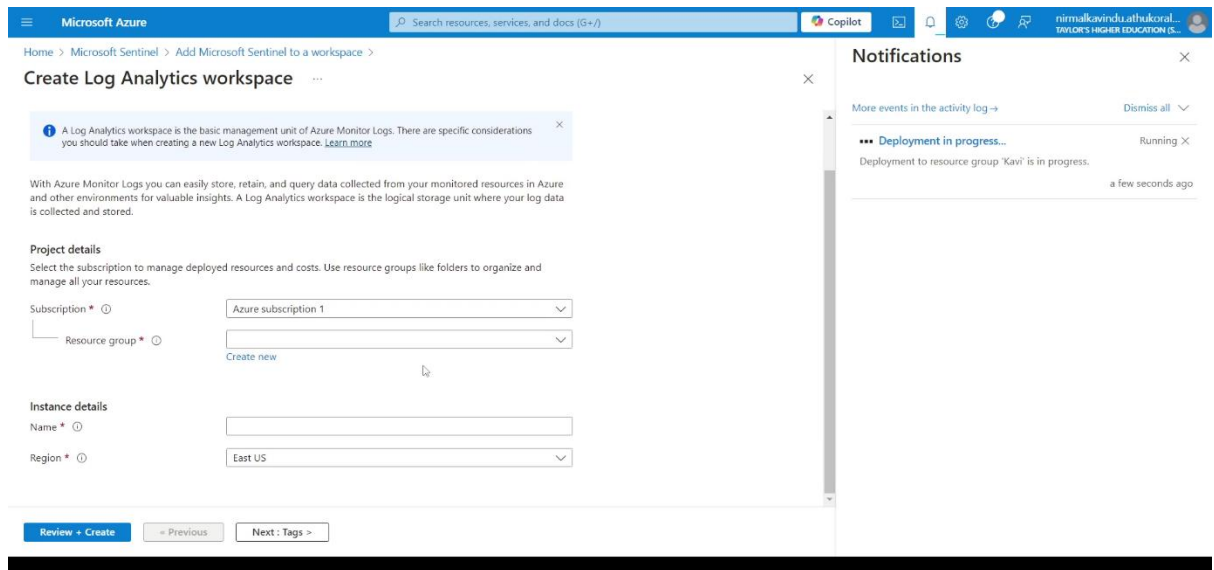 Microsoft Azure
Search resources, services, and docs (G+/)
Copilot
nirmalkavindu.athukoral...
TAYLOR'S HIGHER EDUCATION (S...
Home > Microsoft Sentinel > Add Microsoft Sentinel to a workspace >
Create Log Analytics workspace ...
A Log Analytics workspace is the basic management unit of Azure Monitor Logs. There are specific considerations
you should take when creating a new Log Analytics workspace. Learn more
With Azure Monitor Logs you can easily store, retain, and query data collected from your monitored resources in Azure
and other environments for valuable insights. A Log Analytics workspace is the logical storage unit where your log data
is collected and stored.
Project details
Select the subscription to manage deployed resources and costs. Use resource groups like folders to organize and
manage all your resources.
Subscription *
Azure subscription 1
Resource group *
Create new
Instance details
Name *
Region *
East US
Review + Create
« Previous
Next : Tags >
Notifications
More events in the activity log →
Dismiss all
Deployment in progress...
Running
Deployment to resource group 'Kavi' is in progress.
a few seconds ago